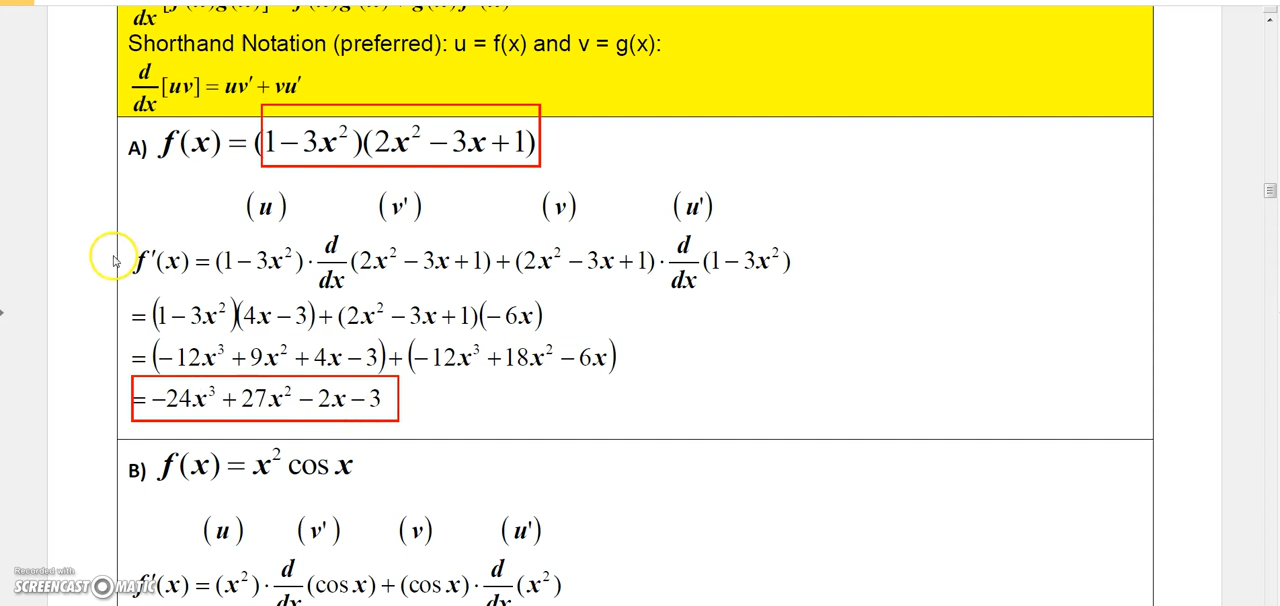 dx
Shorthand Notation (preferred): u = f(x) and v = g(x):
d/dx [uv] = uv' + vu'
A) f(x) = (1 − 3x²)(2x² − 3x + 1)
(u) (v') (v) (u')
f'(x) = (1 − 3x²) · d/dx (2x² − 3x + 1) + (2x² − 3x + 1) · d/dx (1 − 3x²)
= (1 − 3x²)(4x − 3) + (2x² − 3x + 1)(−6x)
= (−12x³ + 9x² + 4x − 3) + (−12x³ + 18x² − 6x)
= −24x³ + 27x² − 2x − 3
B) f(x) = x² cos x
(u) (v') (v) (u')
f'(x) = (x²) · d/dx (cos x) + (cos x) · d/dx (x²)
Recorded with
SCREENCAST O MATIC